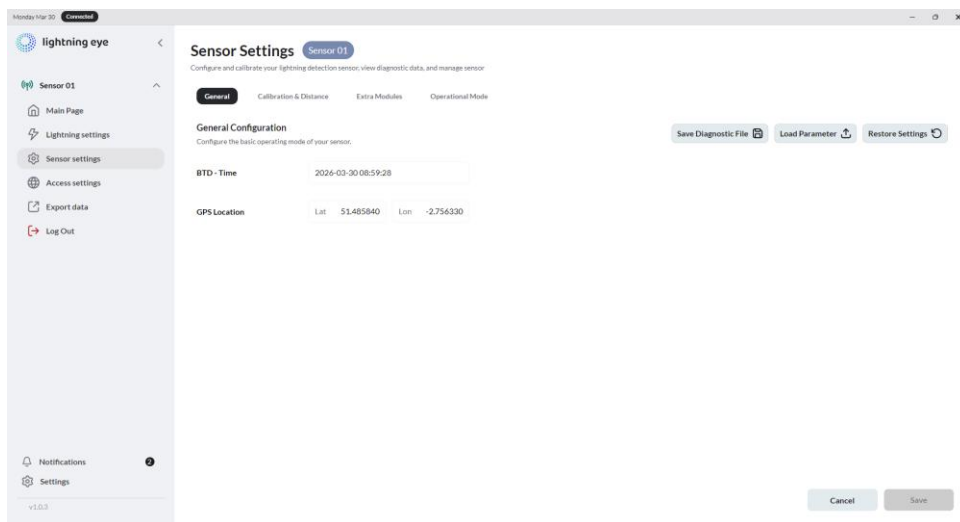 Monday Mar 30 Connected
lightning eye
Sensor 01
Main Page
Lightning settings
Sensor settings
Access settings
Export data
Log Out
Notifications 2
Settings
v1.0.3
Sensor Settings Sensor 01
Configure and calibrate your lightning detection sensor, view diagnostic data, and manage sensor
General Calibration & Distance Extra Modules Operational Mode
General Configuration
Configure the basic operating mode of your sensor.
Save Diagnostic File Load Parameter Restore Settings
BTD - Time 2026-03-30 08:59:28
GPS Location Lat 51.485840 Lon -2.756330
Cancel Save